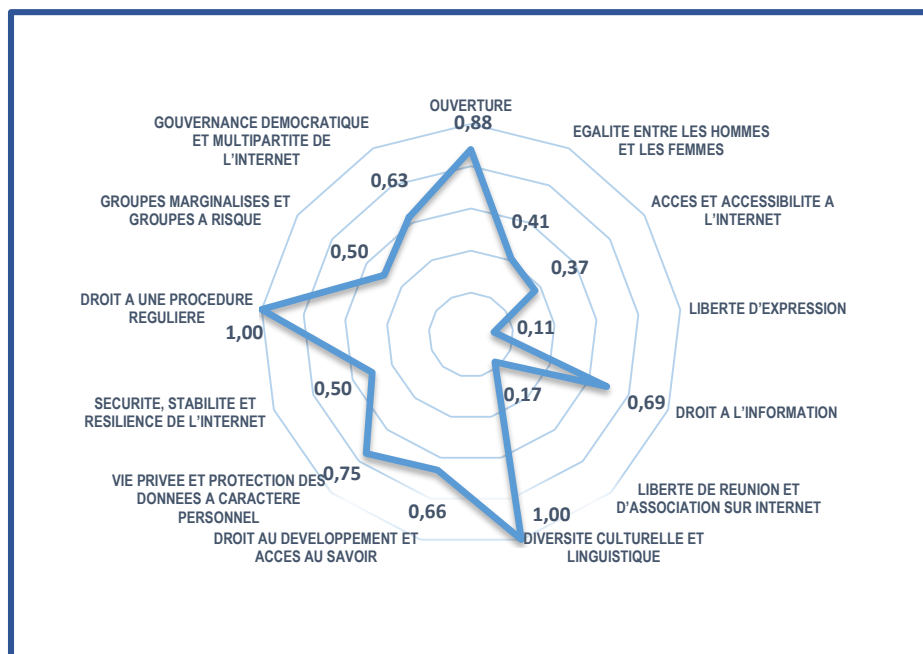 OUVERTURE
0,88
EGALITE ENTRE LES HOMMES
ET LES FEMMES
0,41
ACCES ET ACCESSIBILITE A
L'INTERNET
0,37
LIBERTE D'EXPRESSION
0,11
DROIT A L'INFORMATION
0,69
LIBERTE DE REUNION ET
D'ASSOCIATION SUR INTERNET
0,17
DIVERSITE CULTURELLE ET
LINGUISTIQUE
1,00
DROIT AU DEVELOPPEMENT ET
ACCES AU SAVOIR
0,66
VIE PRIVEE ET PROTECTION DES
DONNEES A CARACTERE
PERSONNEL
0,75
SECURITE, STABILITE ET
RESILIENCE DE L'INTERNET
0,50
DROIT A UNE PROCEDURE
REGULIERE
1,00
GROUPES MARGINALISES ET
GROUPES A RISQUE
0,50
GOUVERNANCE DEMOCRATIQUE
ET MULTIPARTITE DE
L'INTERNET
0,63